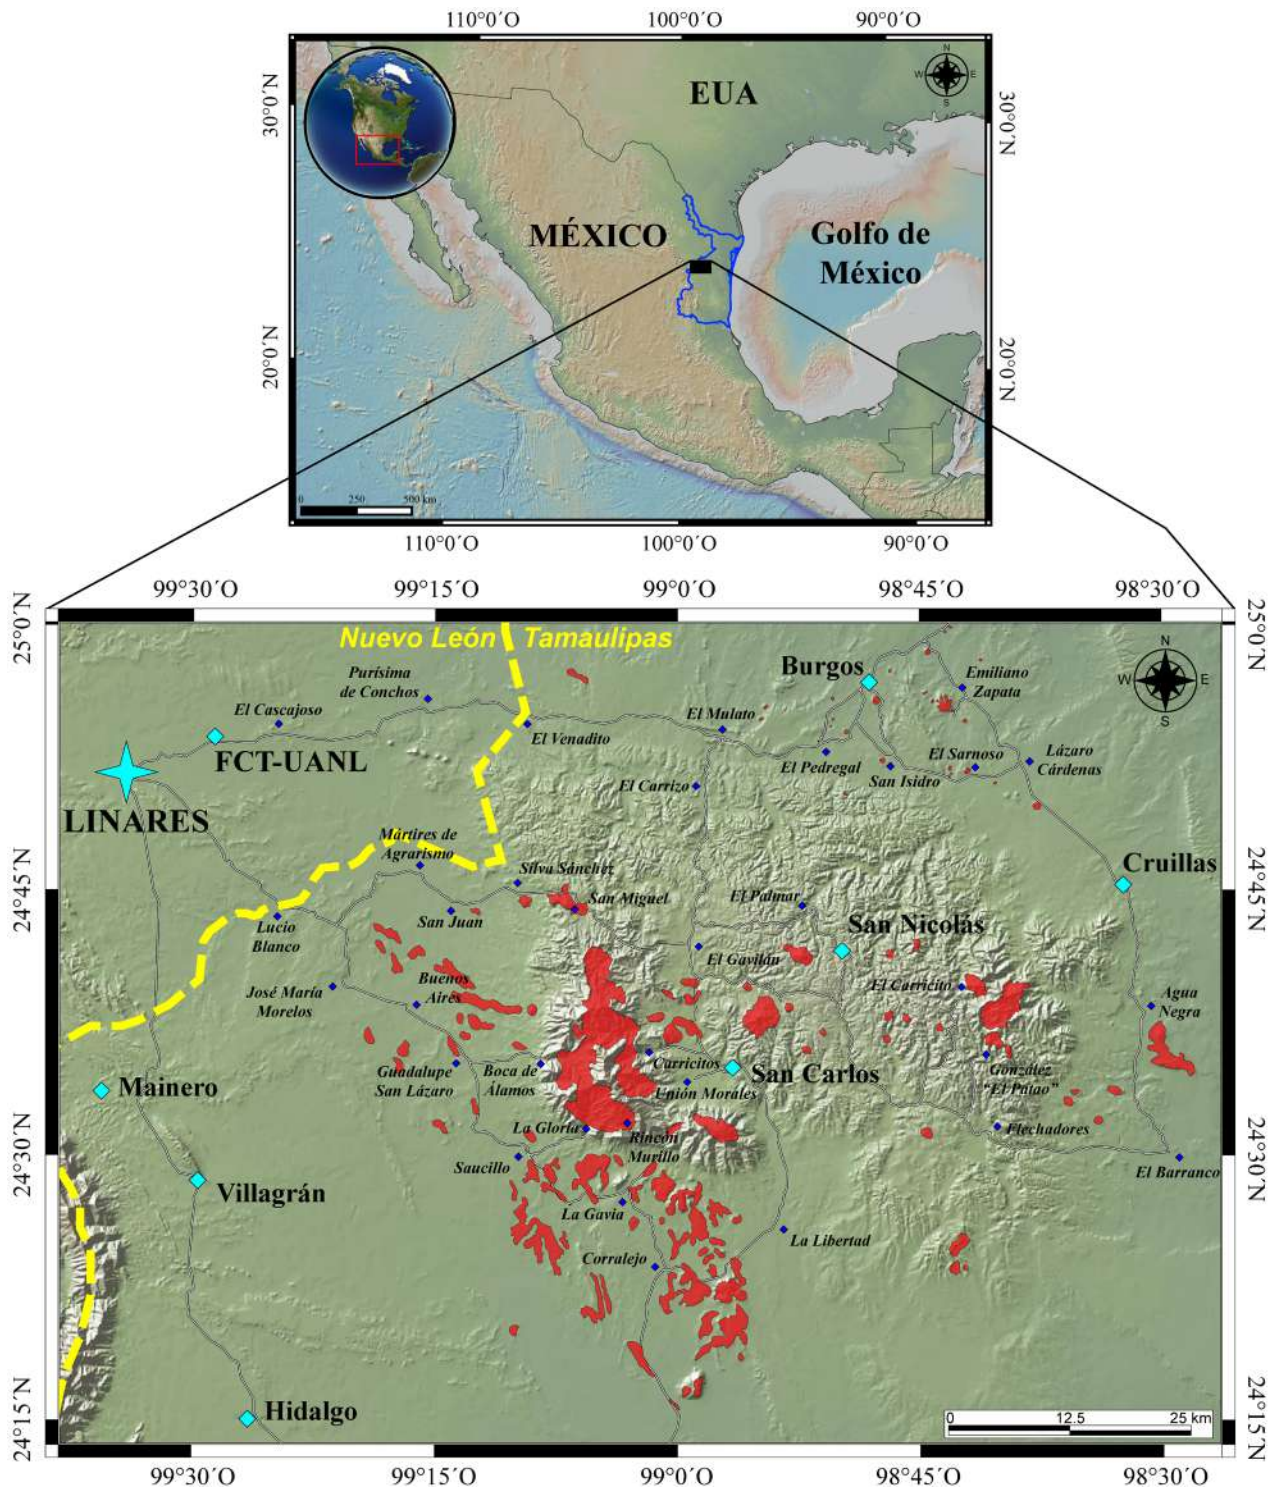 110°0´O
100°0´O
90°0´O
30°0´N
30°0´N
N
W
E
S
EUA
MÉXICO
Golfo de
México
20°0´N
20°0´N
0
250
500 km
110°0´O
100°0´O
90°0´O
99°30´O
99°15´O
99°0´O
98°45´O
98°30´O
25°0´N
25°0´N
Nuevo León
Tamaulipas
N
W
E
S
Burgos
Emiliano
Zapata
Purísima
de Conchos
El Cascajoso
El Venadito
El Mulato
FCT-UANL
El Pedregal
San Isidro
El Sarnoso
Lázaro
Cárdenas
El Carrizo
LINARES
Mártires de
Agrarismo
Silva Sánchez
Cruillas
24°45´N
24°45´N
San Miguel
El Palmar
San Juan
San Nicolás
Lucio
Blanco
El Gavilán
Buenos
Aires
José María
Morelos
El Carricito
Agua
Negra
Guadalupe
San Lázaro
Boca de
Álamos
Carricitos
San Carlos
Unión Morales
González
“El Patao”
Mainero
La Gloria
Rincón
Murillo
Flechadores
24°30´N
24°30´N
Saucillo
El Barranco
Villagrán
La Gavia
La Libertad
Corralejo
24°15´N
24°15´N
Hidalgo
0
12.5
25 km
99°30´O
99°15´O
99°0´O
98°45´O
98°30´O